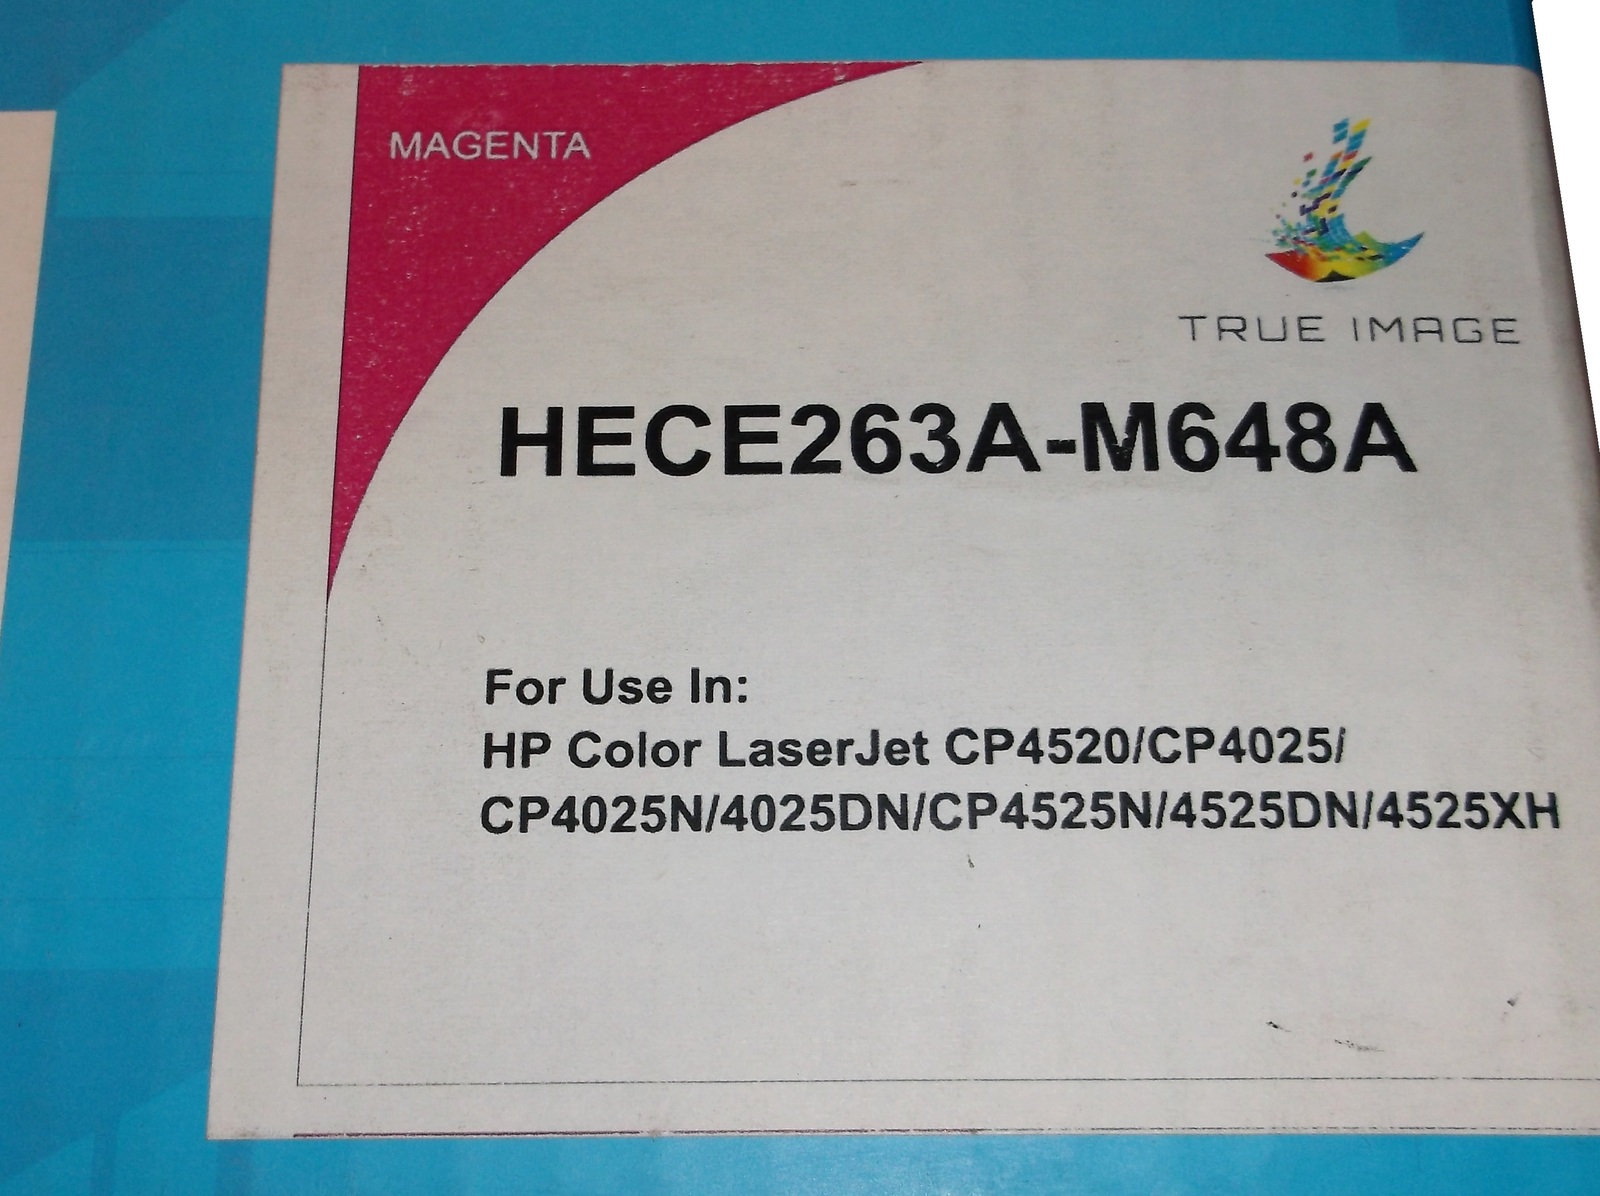 MAGENTA
TRUE IMAGE
HECE263A-M648A
For Use In:
HP Color LaserJet CP4520/CP4025/
CP4025N/4025DN/CP4525N/4525DN/4525XH